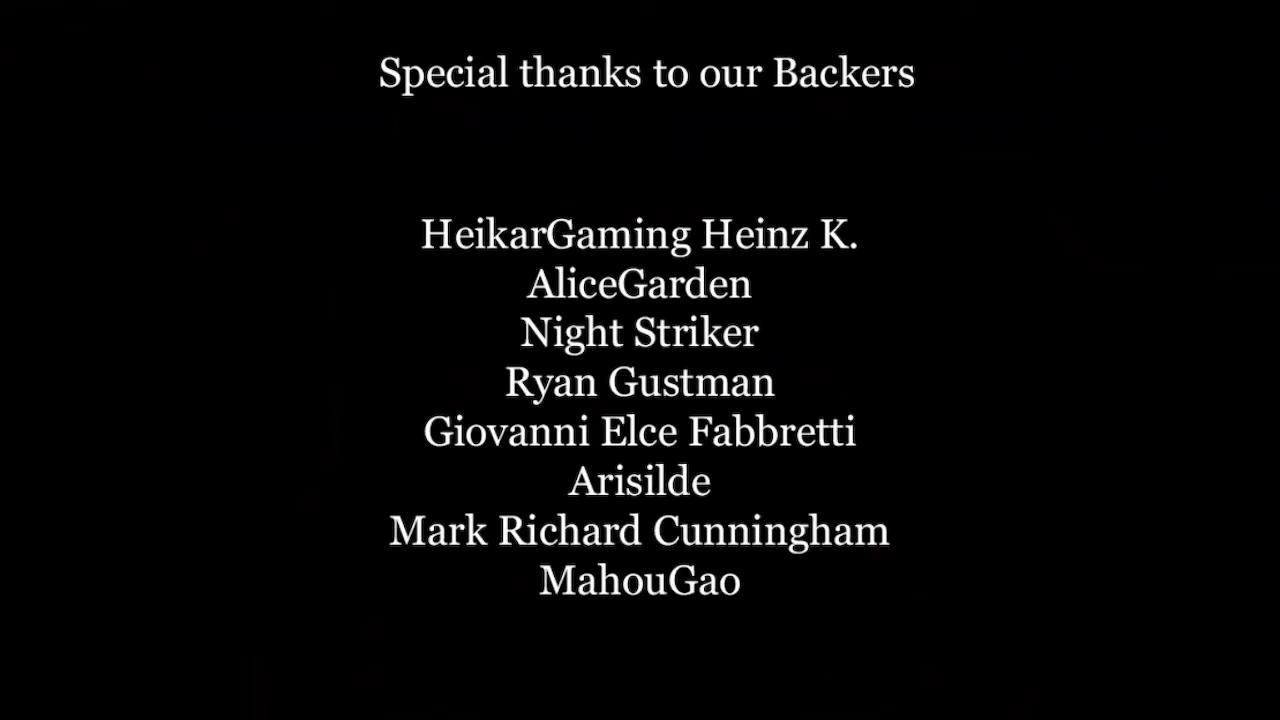 Special thanks to our Backers
HeikarGaming Heinz K.
AliceGarden
Night Striker
Ryan Gustman
Giovanni Elce Fabbretti
Arisilde
Mark Richard Cunningham
MahouGao